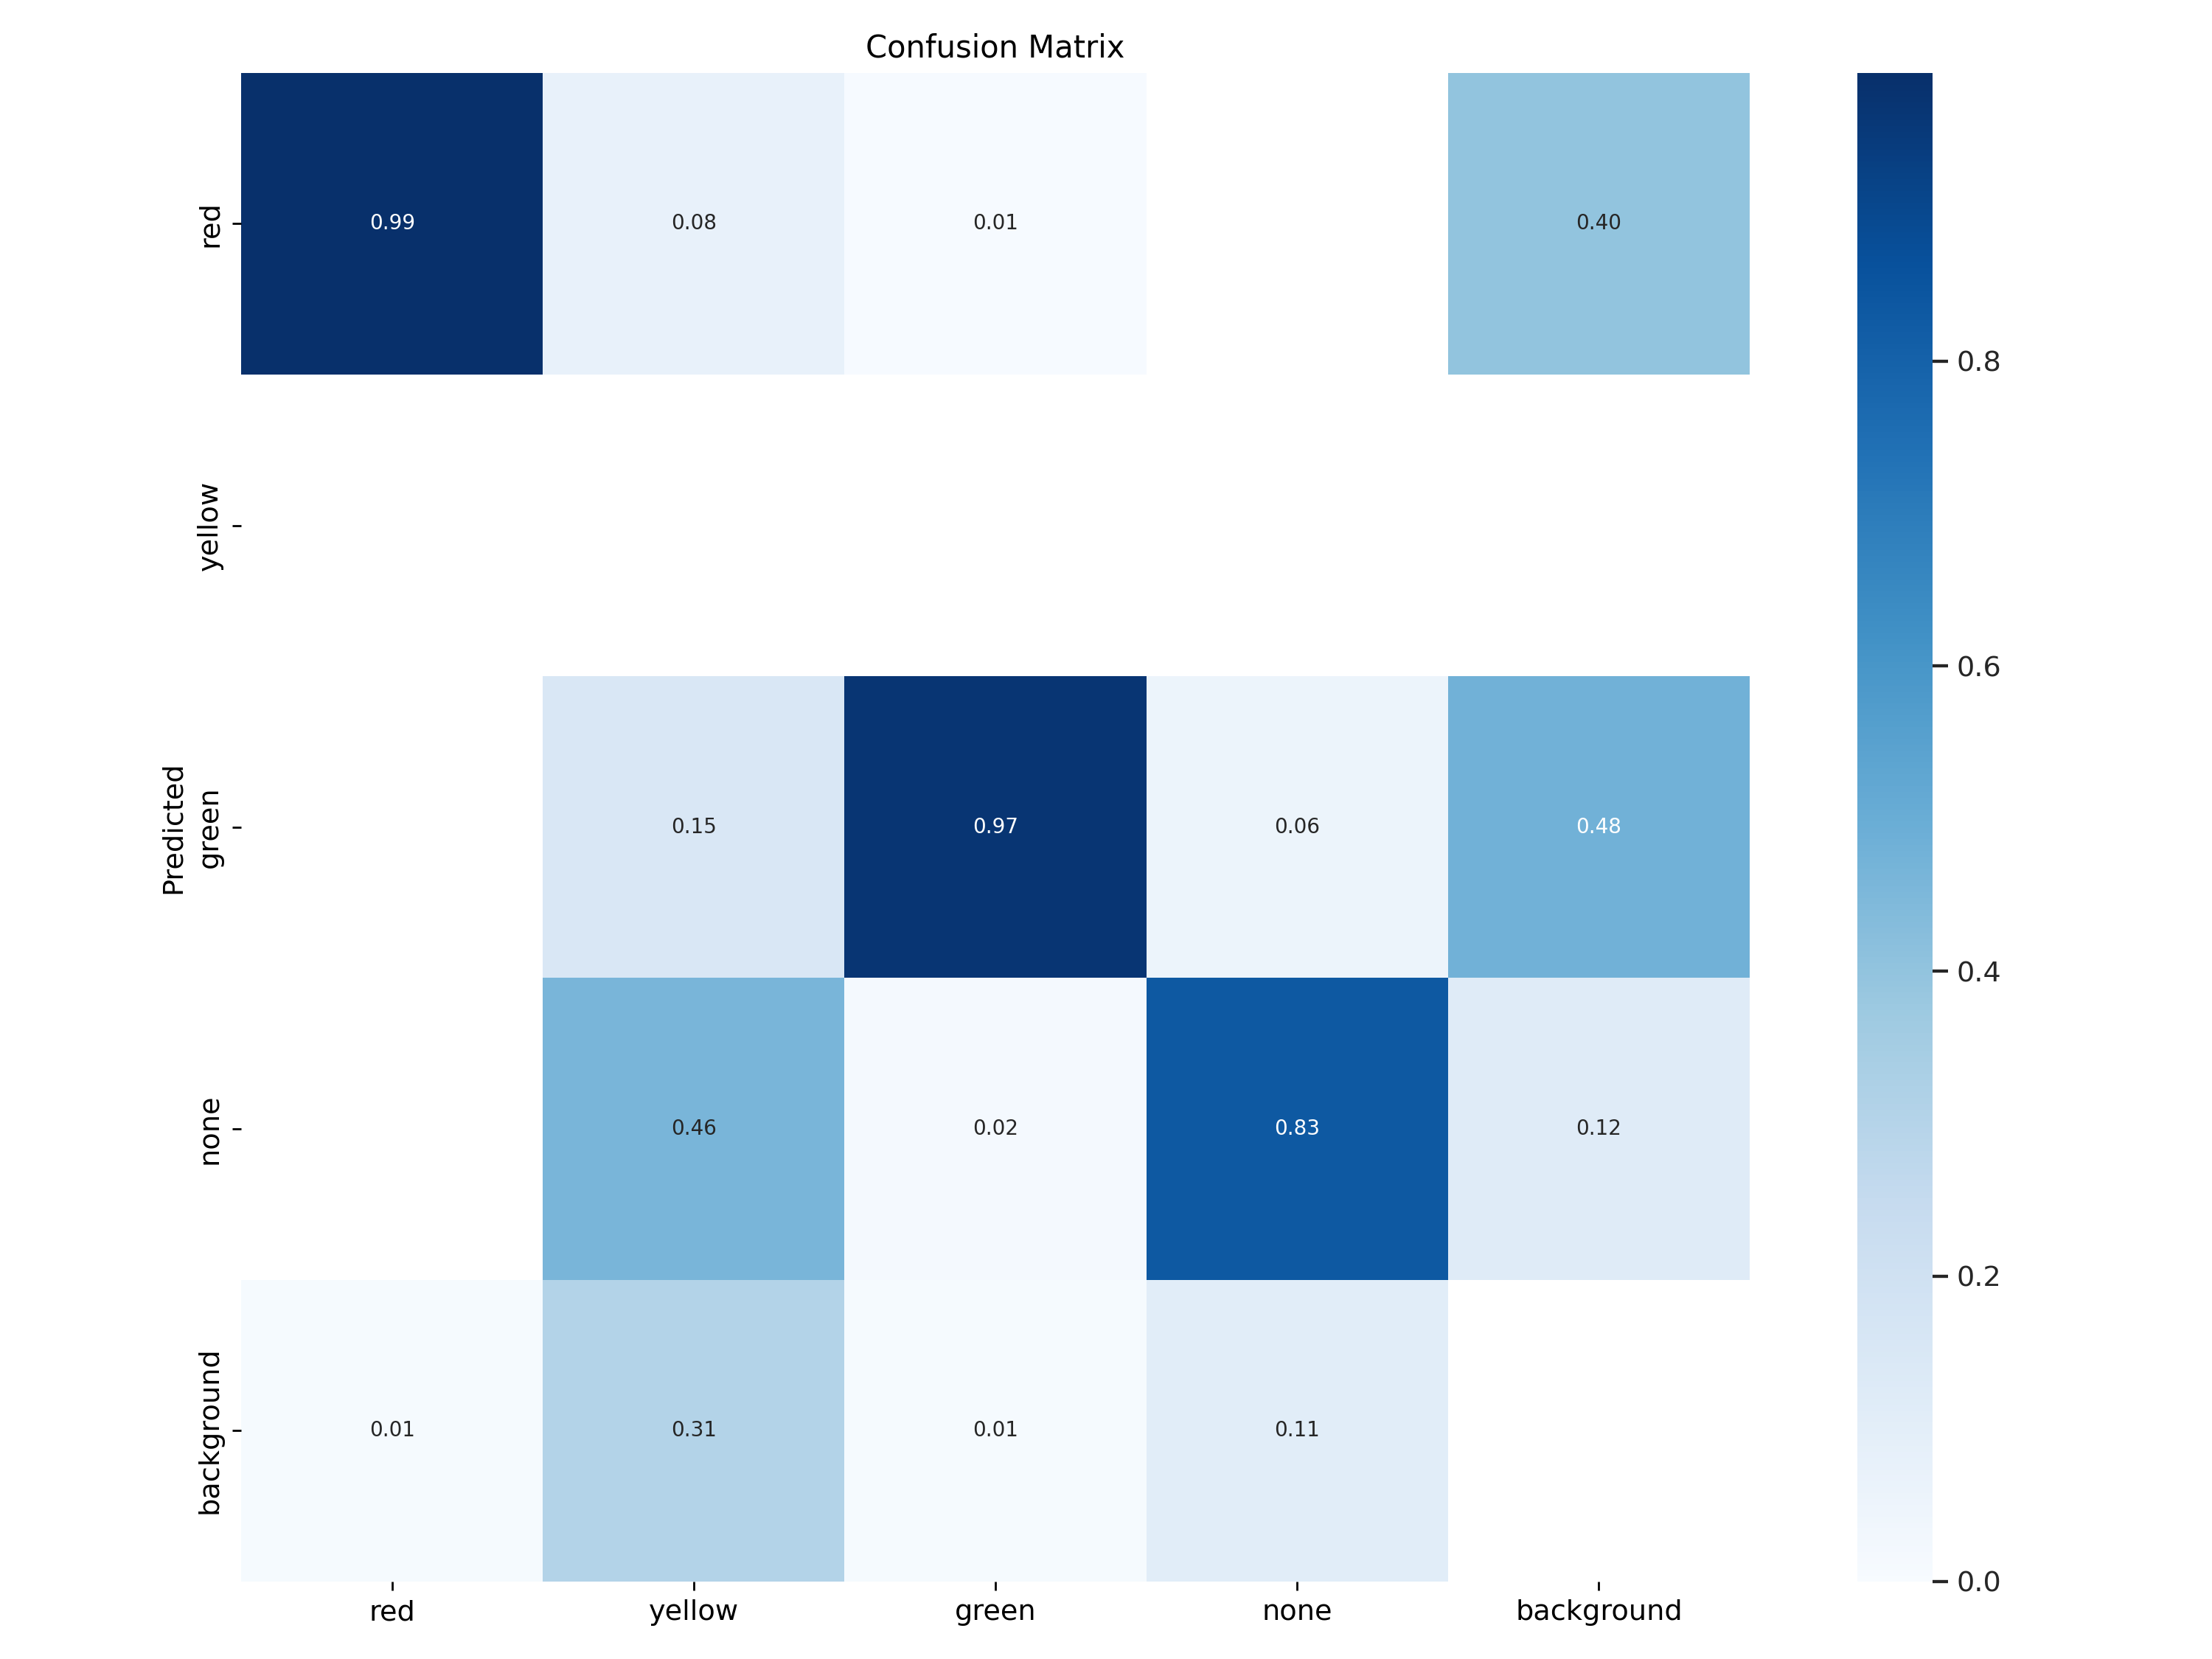 Confusion Matrix
red
0.99
0.08
0.01
0.40
0.8
yellow
0.6
Predicted
green
0.15
0.97
0.06
0.48
0.4
none
0.46
0.02
0.83
0.12
0.2
background
0.01
0.31
0.01
0.11
0.0
red
yellow
green
none
background